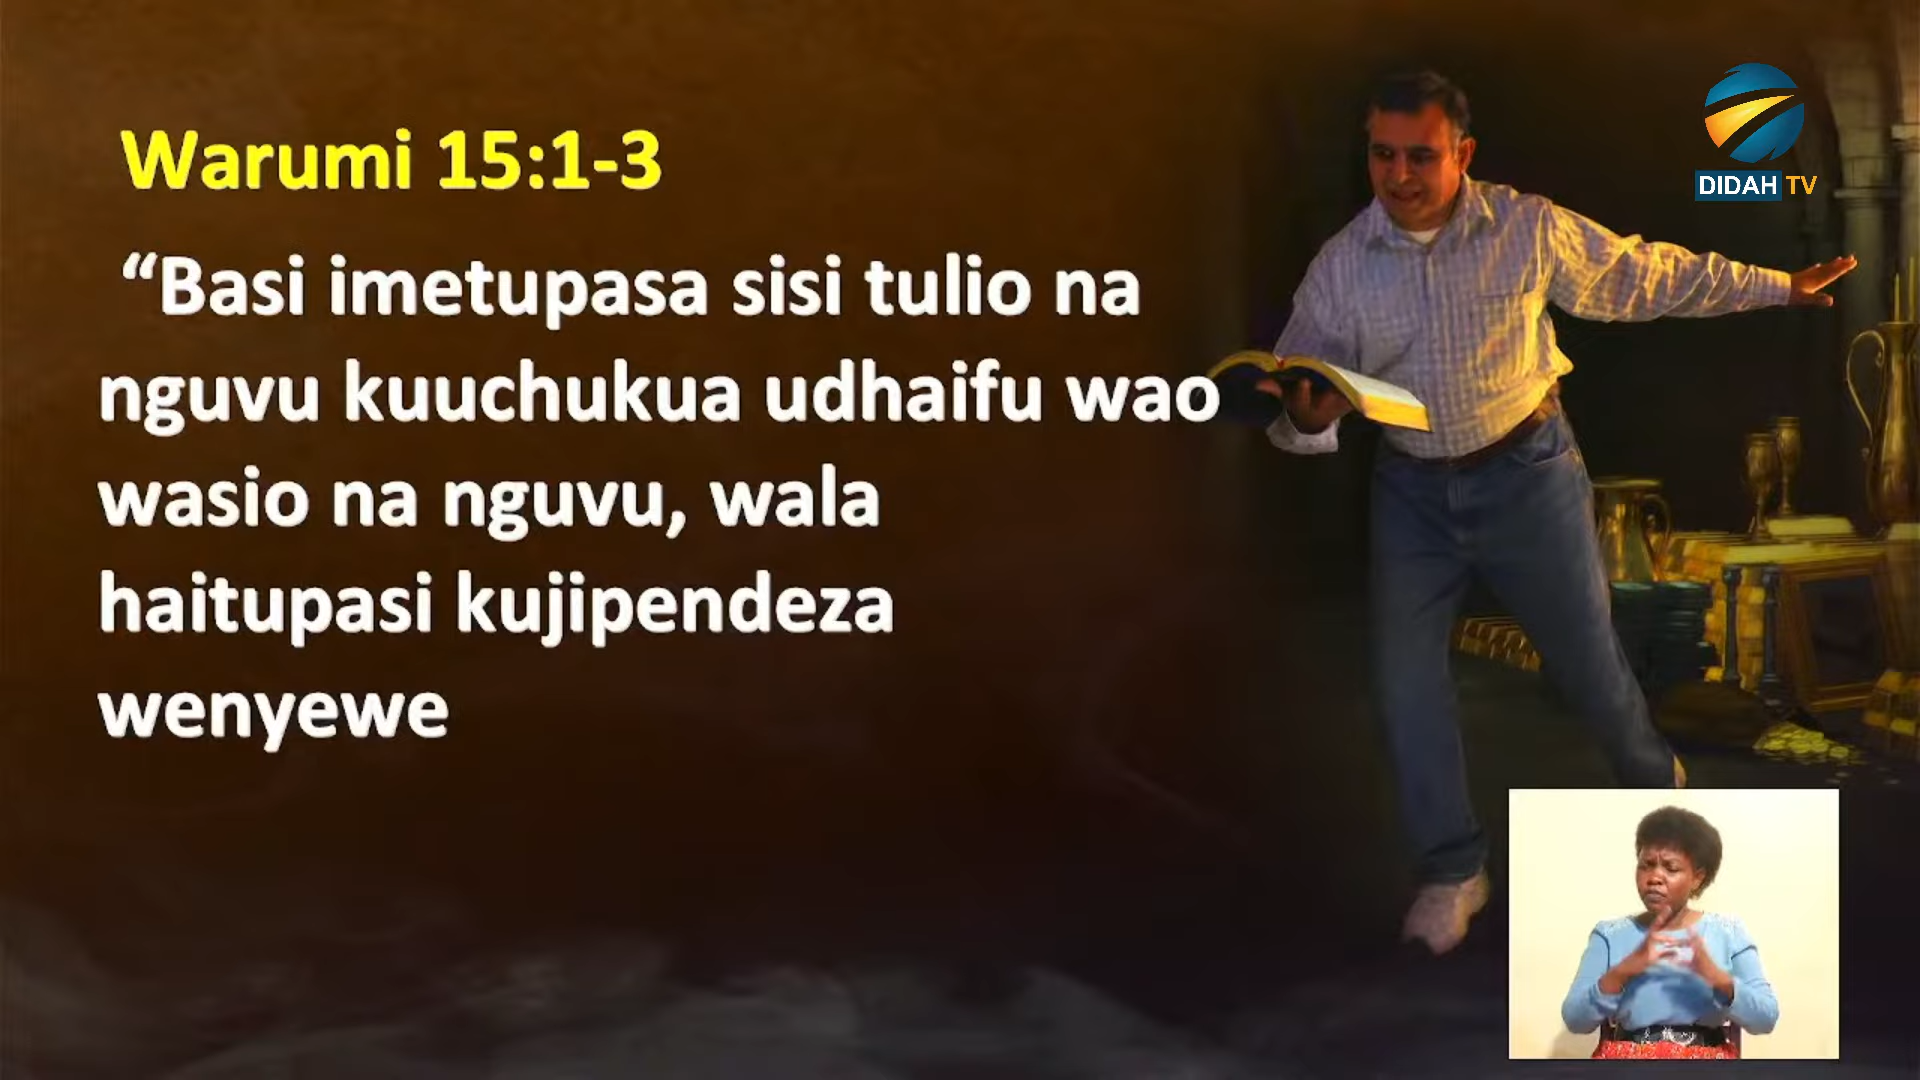 DIDAH TV
Warumi 15:1-3
“Basi imetupasa sisi tulio na
nguvu kuuchukua udhaifu wao
wasio na nguvu, wala
haitupasi kujipendeza
wenyewe